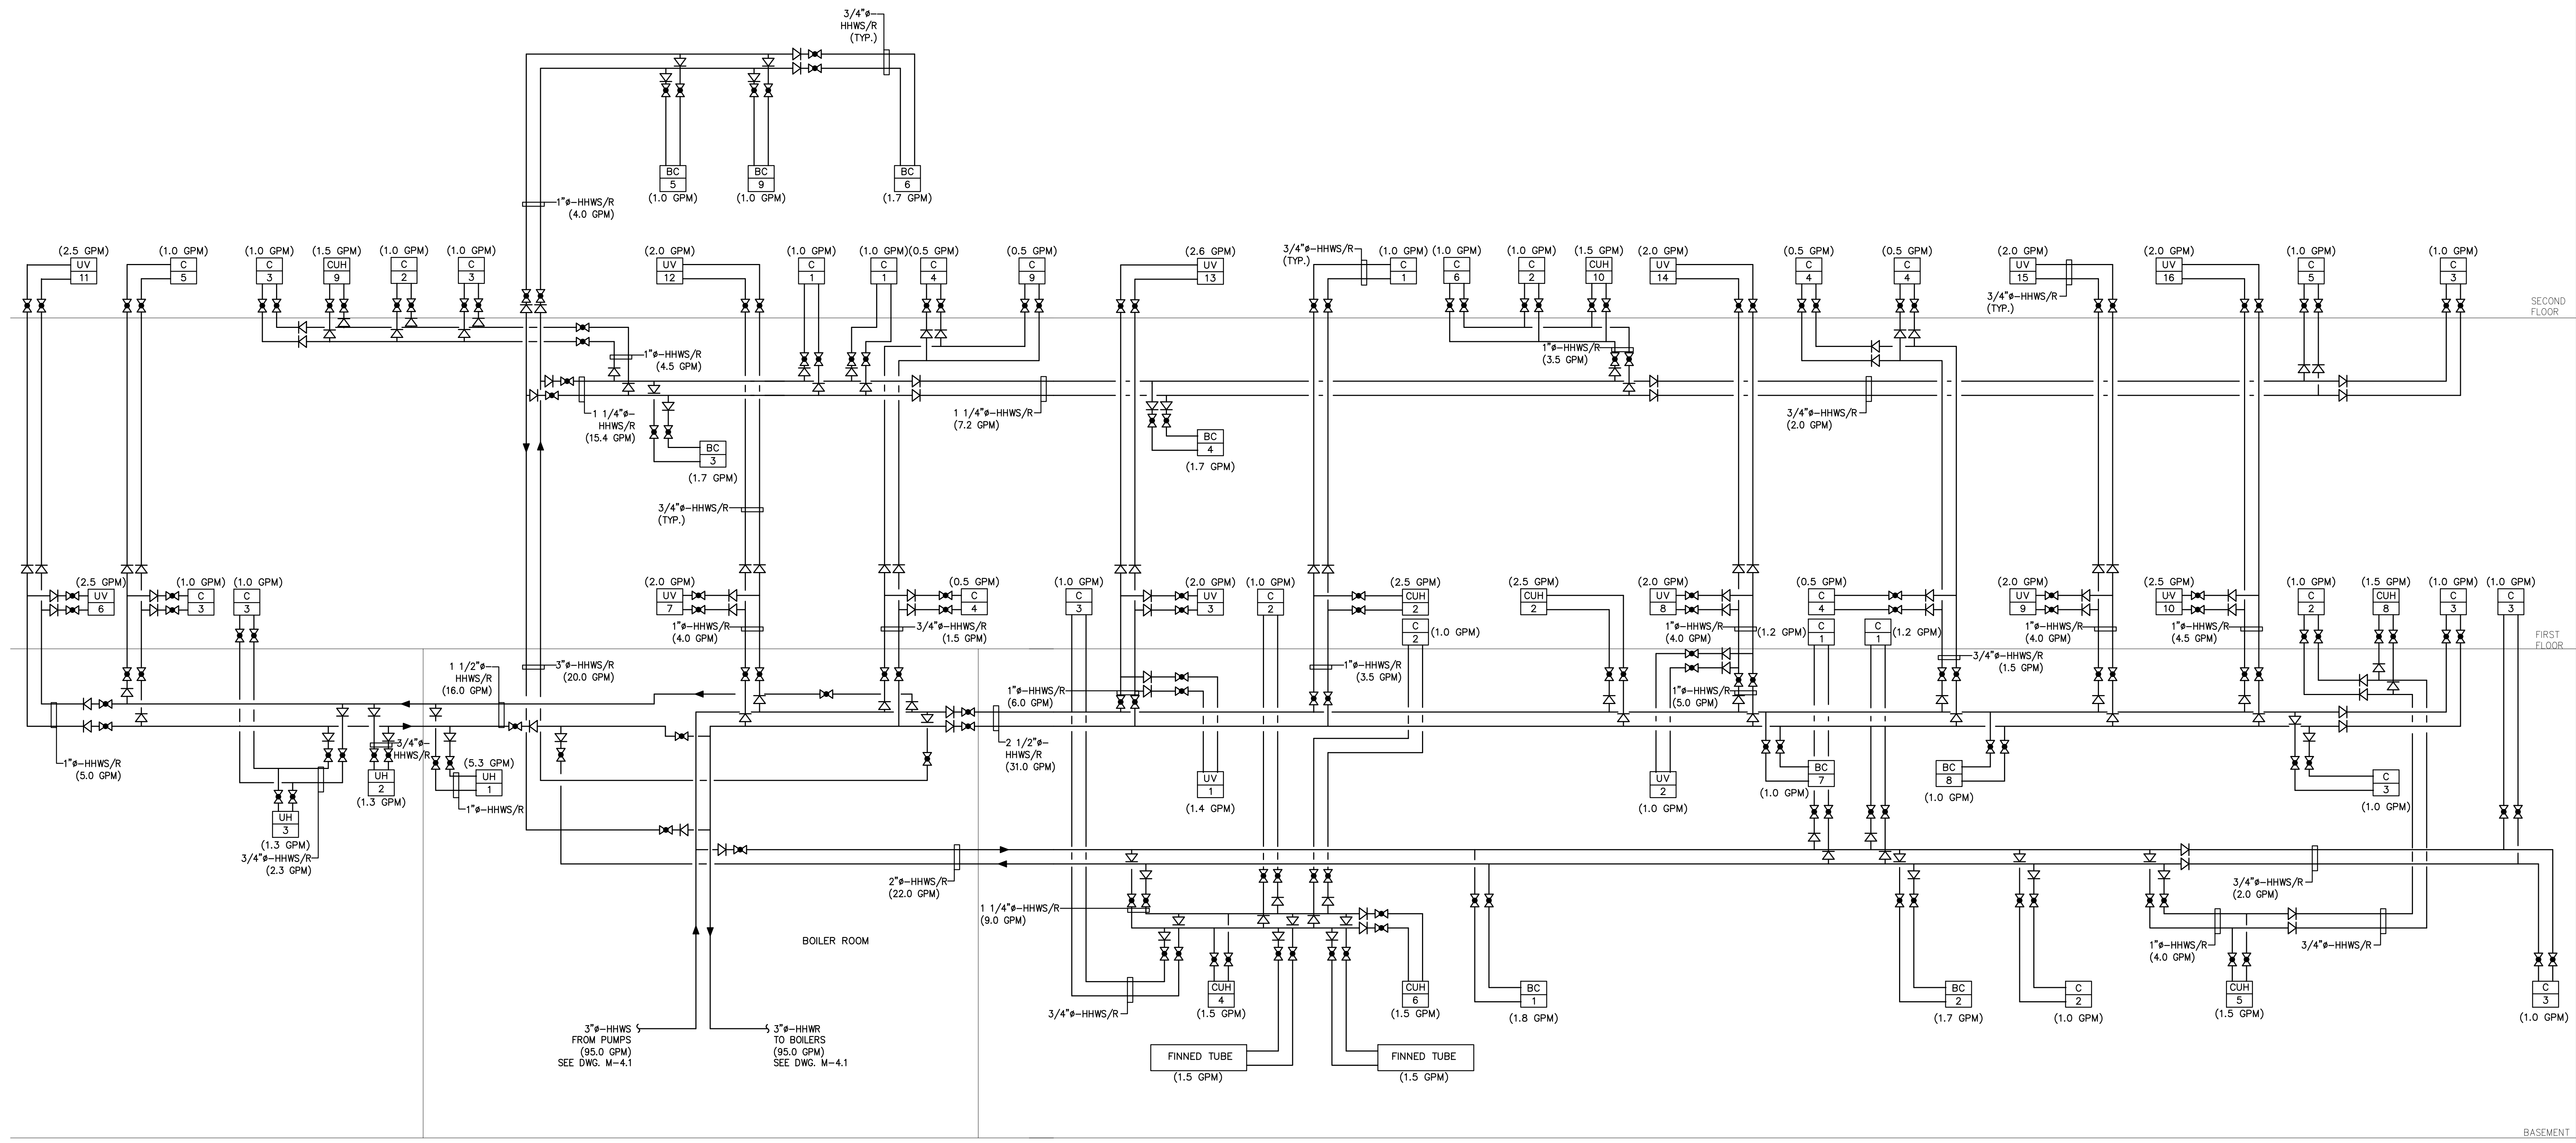 3/4"ø-
HHWS/R
(TYP.)
BC
5
(1.0 GPM)
BC
9
(1.0 GPM)
BC
6
(1.7 GPM)
1"ø-HHWS/R
(4.0 GPM)
(2.5 GPM)
UV
11
(1.0 GPM)
C
5
(1.0 GPM)
C
3
(1.5 GPM)
CUH
9
(1.0 GPM)
C
2
(1.0 GPM)
C
3
(2.0 GPM)
UV
12
(1.0 GPM)
C
1
(1.0 GPM)
C
1
(0.5 GPM)
C
4
(0.5 GPM)
C
9
(2.6 GPM)
UV
13
3/4"ø-HHWS/R
(TYP.)
(1.0 GPM)
C
1
(1.0 GPM)
C
6
(1.0 GPM)
C
2
(1.5 GPM)
CUH
10
(2.0 GPM)
UV
14
(0.5 GPM)
C
4
(0.5 GPM)
C
4
(2.0 GPM)
UV
15
3/4"ø-HHWS/R
(TYP.)
(2.0 GPM)
UV
16
(1.0 GPM)
C
5
(1.0 GPM)
C
3
SECOND
FLOOR
1"ø-HHWS/R
(4.5 GPM)
1"ø-HHWS/R
(3.5 GPM)
1 1/4"ø-
HHWS/R
(15.4 GPM)
1 1/4"ø-HHWS/R
(7.2 GPM)
3/4"ø-HHWS/R
(2.0 GPM)
BC
3
(1.7 GPM)
BC
4
(1.7 GPM)
3/4"ø-HHWS/R
(TYP.)
(2.5 GPM)
UV
6
(1.0 GPM)
C
3
(1.0 GPM)
C
3
(2.0 GPM)
UV
7
1"ø-HHWS/R
(4.0 GPM)
(0.5 GPM)
C
4
3/4"ø-HHWS/R
(1.5 GPM)
(1.0 GPM)
C
3
(2.0 GPM)
UV
3
(1.0 GPM)
C
2
(2.5 GPM)
CUH
2
C
2
(1.0 GPM)
(2.5 GPM)
CUH
2
(2.0 GPM)
UV
8
1"ø-HHWS/R
(4.0 GPM)
(0.5 GPM)
C
4
(1.2 GPM)
C
1
C
1
(1.2 GPM)
(2.0 GPM)
UV
9
1"ø-HHWS/R
(4.0 GPM)
(2.5 GPM)
UV
10
1"ø-HHWS/R
(4.5 GPM)
(1.0 GPM)
C
2
(1.5 GPM)
CUH
8
(1.0 GPM)
C
3
(1.0 GPM)
C
3
FIRST
FLOOR
1 1/2"ø-
HHWS/R
(16.0 GPM)
3"ø-HHWS/R
(20.0 GPM)
1"ø-HHWS/R
(6.0 GPM)
1"ø-HHWS/R
(3.5 GPM)
1"ø-HHWS/R
(5.0 GPM)
3/4"ø-HHWS/R
(1.5 GPM)
1"ø-HHWS/R
(5.0 GPM)
3/4"ø-
HHWS/R
UH
2
(1.3 GPM)
(5.3 GPM)
UH
1
1"ø-HHWS/R
2 1/2"ø-
HHWS/R
(31.0 GPM)
UV
1
(1.4 GPM)
UV
2
(1.0 GPM)
BC
7
(1.0 GPM)
BC
8
(1.0 GPM)
C
3
(1.0 GPM)
UH
3
(1.3 GPM)
3/4"ø-HHWS/R
(2.3 GPM)
2"ø-HHWS/R
(22.0 GPM)
3/4"ø-HHWS/R
(2.0 GPM)
1 1/4"ø-HHWS/R
(9.0 GPM)
BOILER ROOM
1"ø-HHWS/R
(4.0 GPM)
3/4"ø-HHWS/R
3/4"ø-HHWS/R
CUH
4
(1.5 GPM)
CUH
6
(1.5 GPM)
BC
1
(1.8 GPM)
BC
2
(1.7 GPM)
C
2
(1.0 GPM)
CUH
5
(1.5 GPM)
C
3
(1.0 GPM)
3"ø-HHWS
FROM PUMPS
(95.0 GPM)
SEE DWG. M-4.1
3"ø-HHWR
TO BOILERS
(95.0 GPM)
SEE DWG. M-4.1
FINNED TUBE
(1.5 GPM)
FINNED TUBE
(1.5 GPM)
BASEMENT